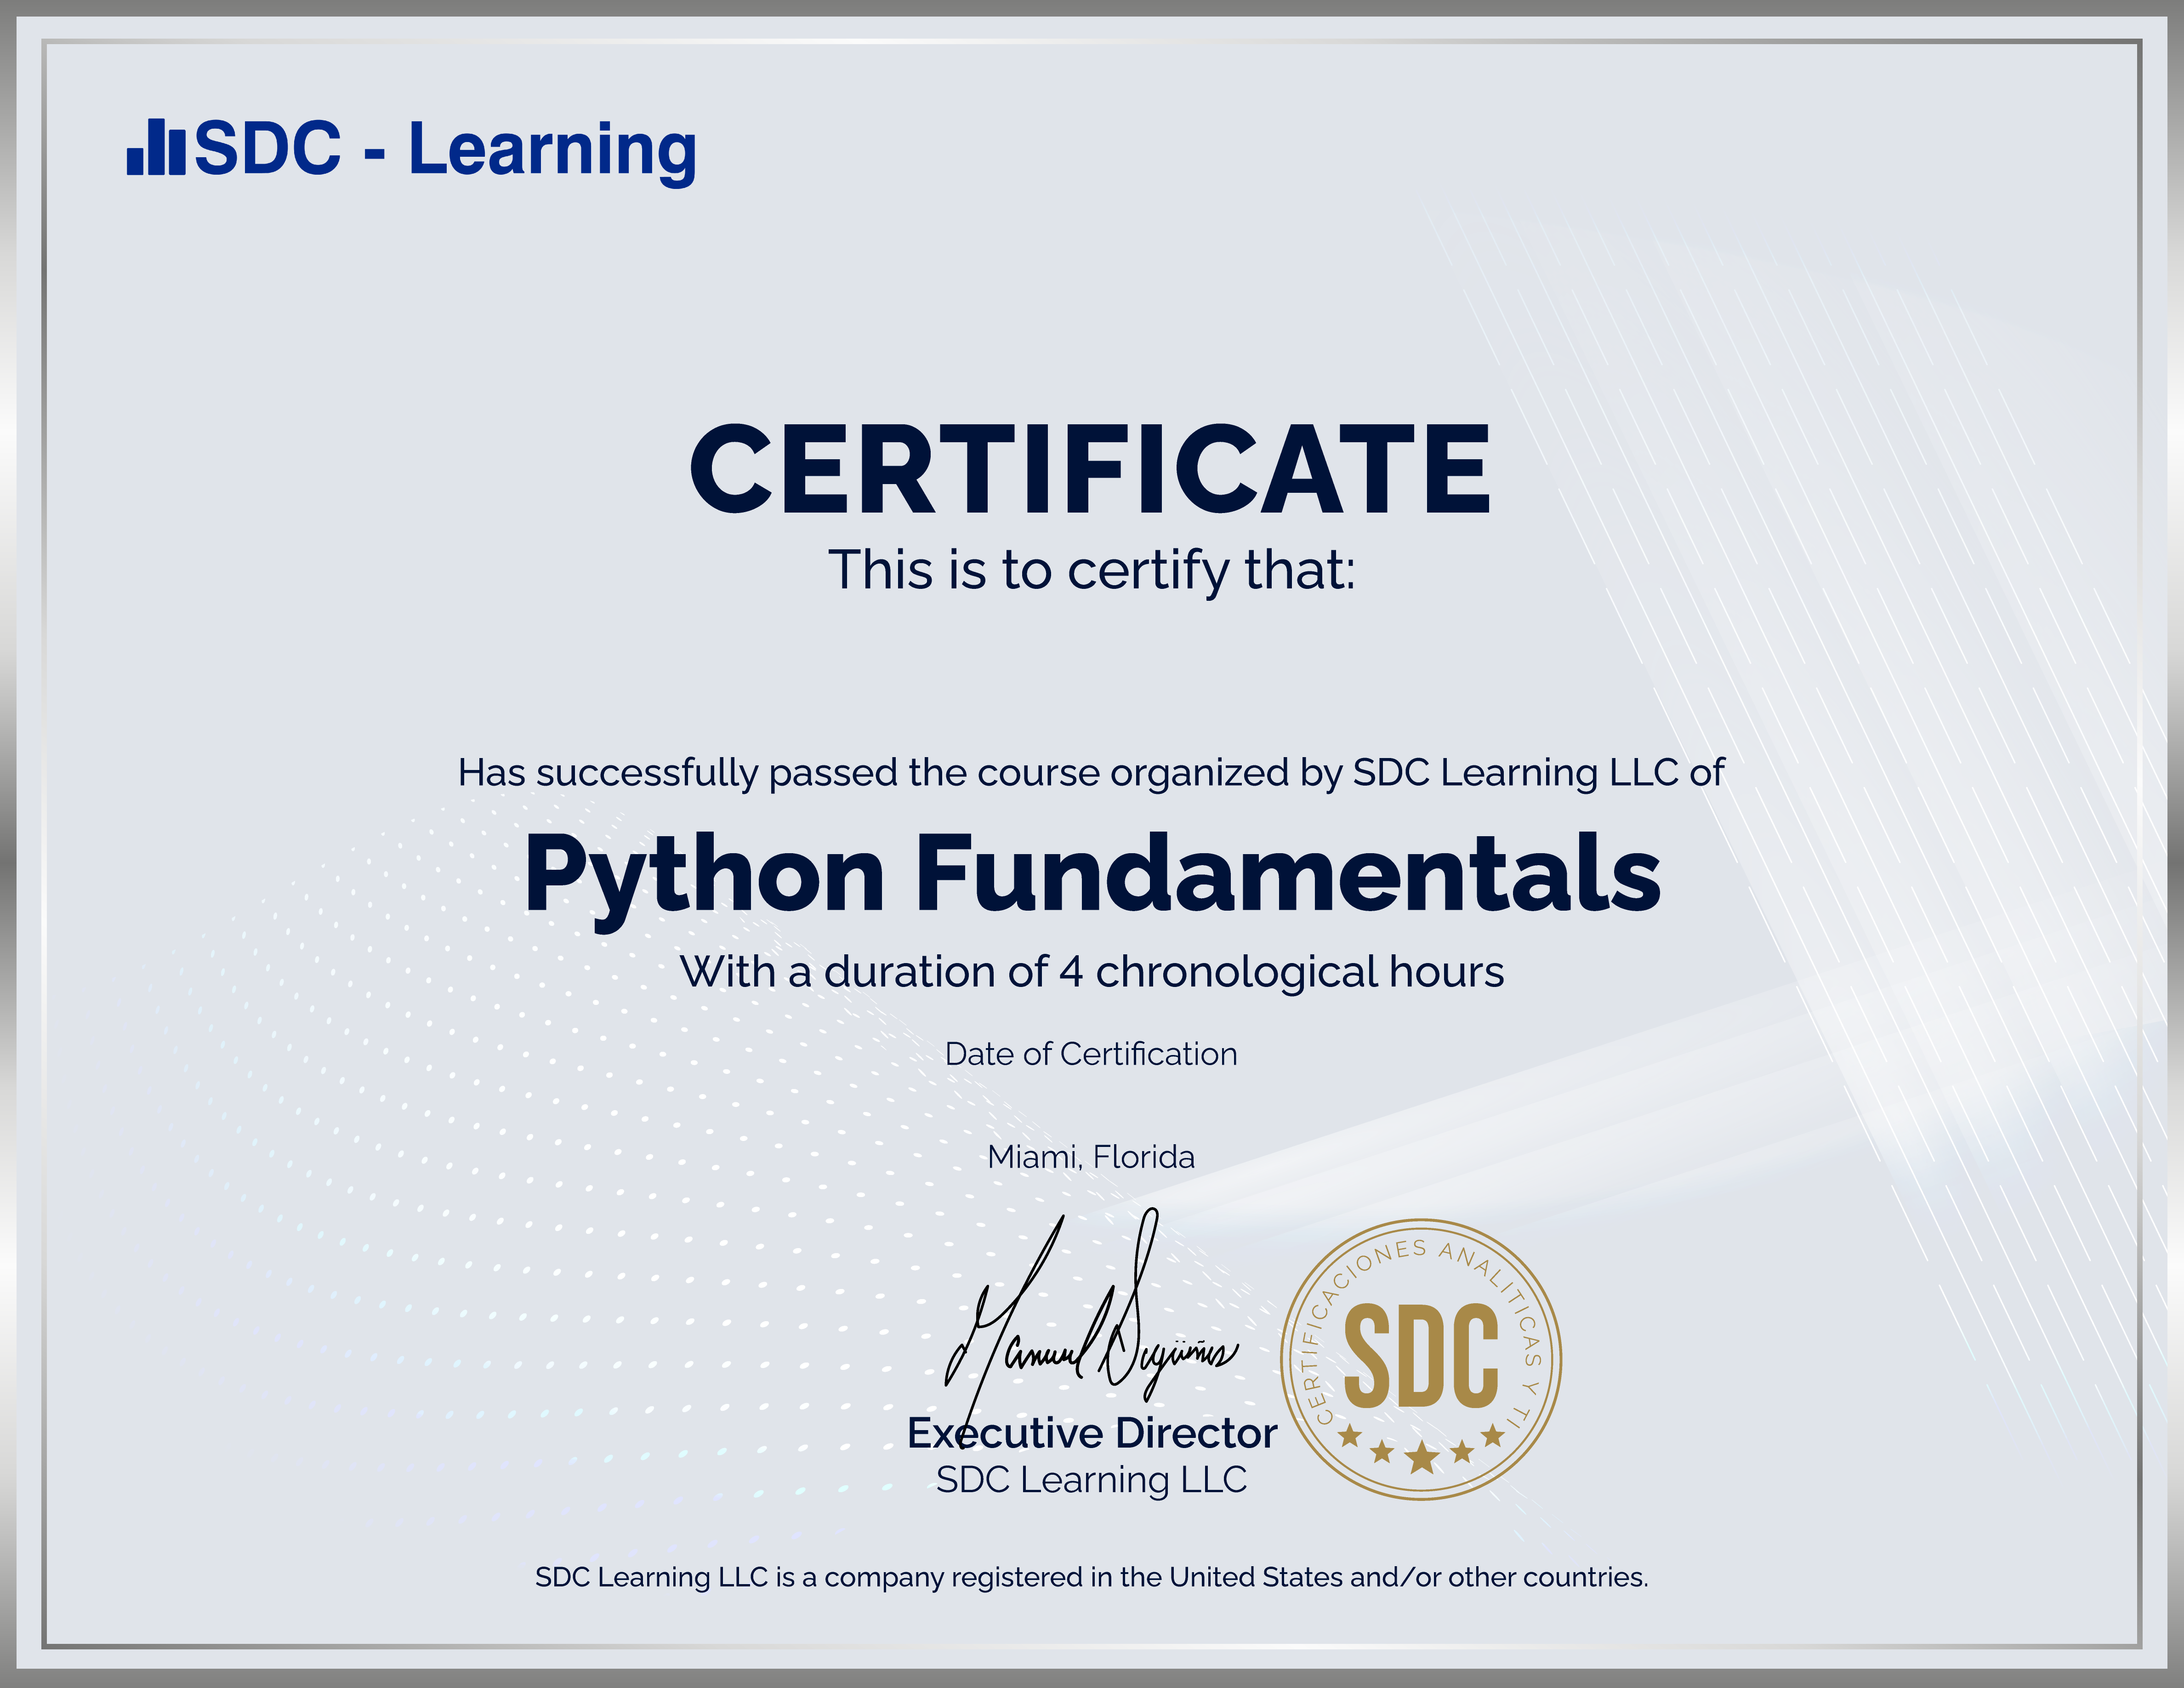 SDC - Learning
CERTIFICATE
This is to certify that:
Has successfully passed the course organized by SDC Learning LLC of
Python Fundamentals
With a duration of 4 chronological hours
Date of Certification
Miami, Florida
Executive Director
SDC Learning LLC
CERTIFICACIONES ANALITICAS Y TI
SDC
SDC Learning LLC is a company registered in the United States and/or other countries.